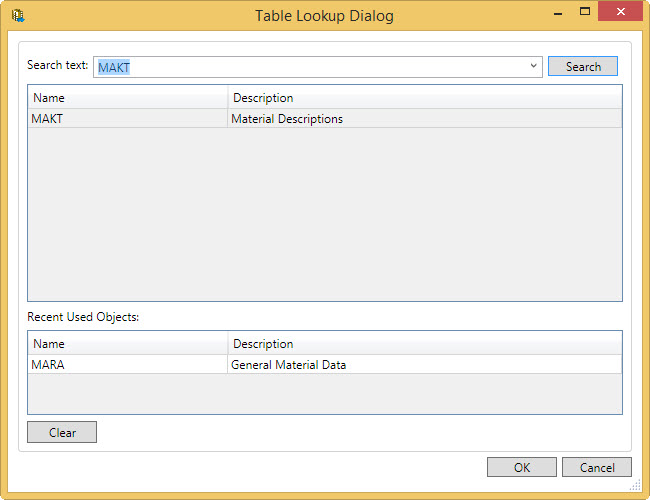 Table Lookup Dialog
Search text: MAKT Search
Name Description
MAKT Material Descriptions
Recent Used Objects:
Name Description
MARA General Material Data
Clear
OK Cancel